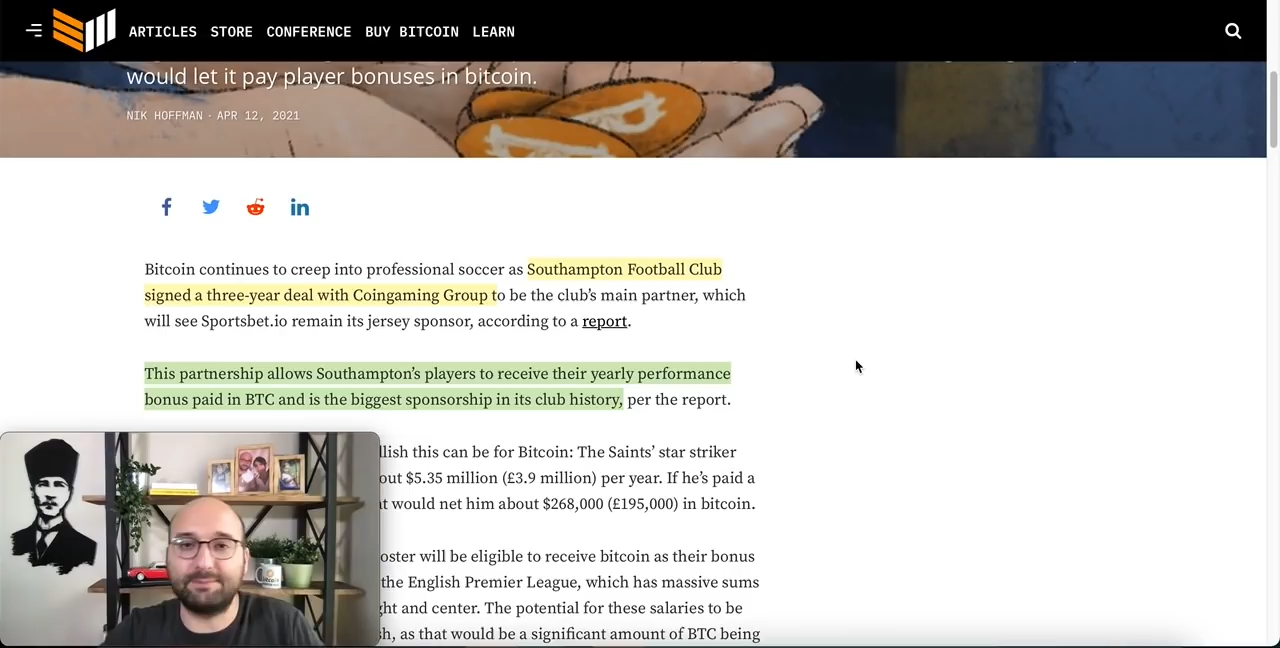 ARTICLES STORE CONFERENCE BUY BITCOIN LEARN
would let it pay player bonuses in bitcoin.
NIK HOFFMAN · APR 12, 2021
Bitcoin continues to creep into professional soccer as Southampton Football Club
signed a three-year deal with Coingaming Group to be the club’s main partner, which
will see Sportsbet.io remain its jersey sponsor, according to a report.
This partnership allows Southampton’s players to receive their yearly performance
bonus paid in BTC and is the biggest sponsorship in its club history, per the report.
this can be for Bitcoin: The Saints’ star striker
$5.35 million (£3.9 million) per year. If he’s paid a
would net him about $268,000 (£195,000) in bitcoin.
will be eligible to receive bitcoin as their bonus
the English Premier League, which has massive sums
and center. The potential for these salaries to be
as that would be a significant amount of BTC being